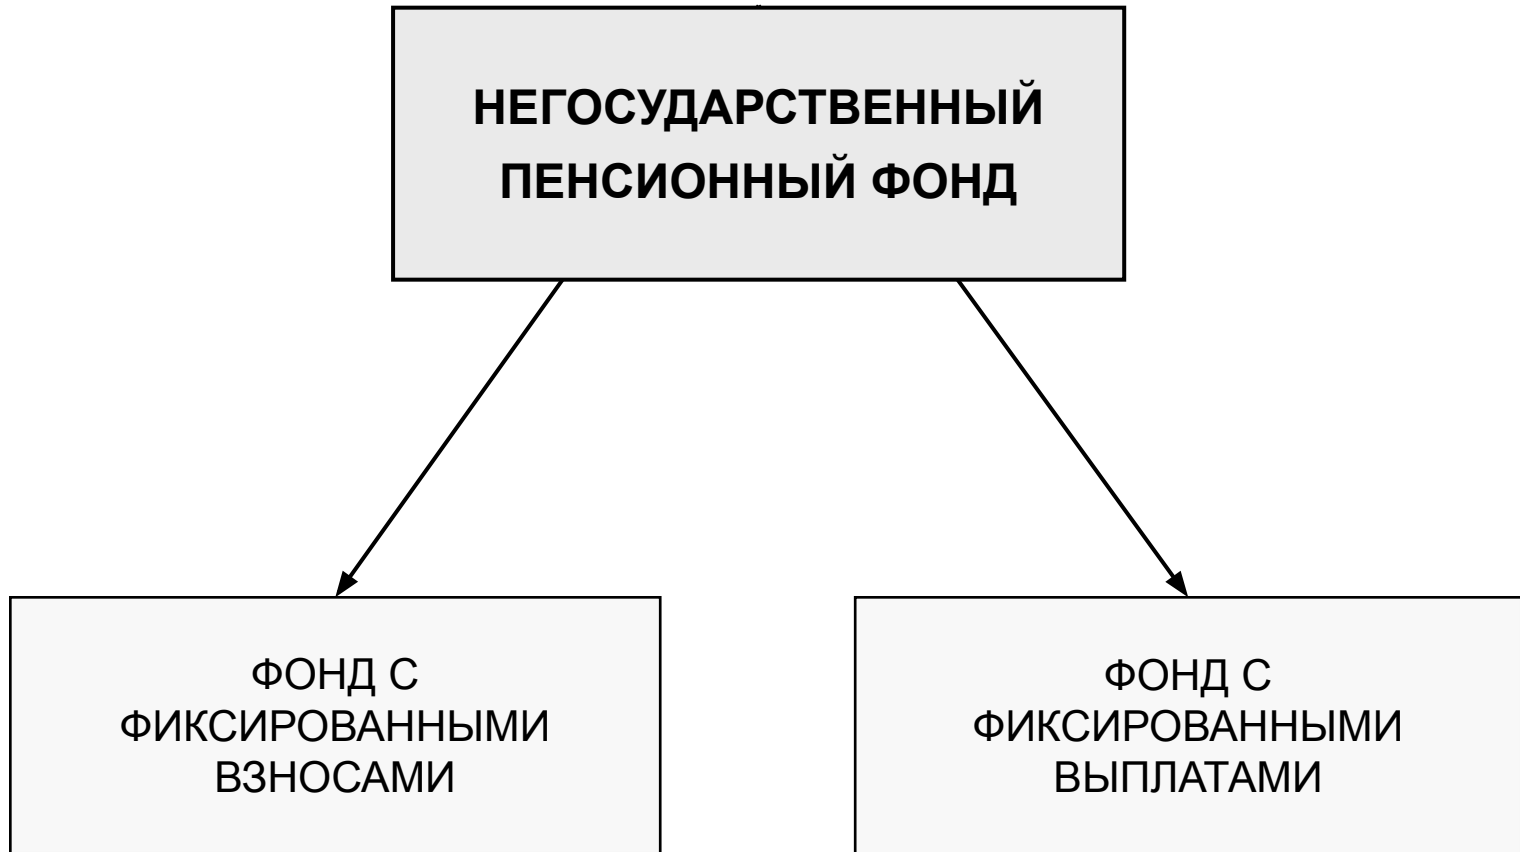 НЕГОСУДАРСТВЕННЫЙ
ПЕНСИОННЫЙ ФОНД
ФОНД С
ФИКСИРОВАННЫМИ
ВЗНОСАМИ
ФОНД С
ФИКСИРОВАННЫМИ
ВЫПЛАТАМИ